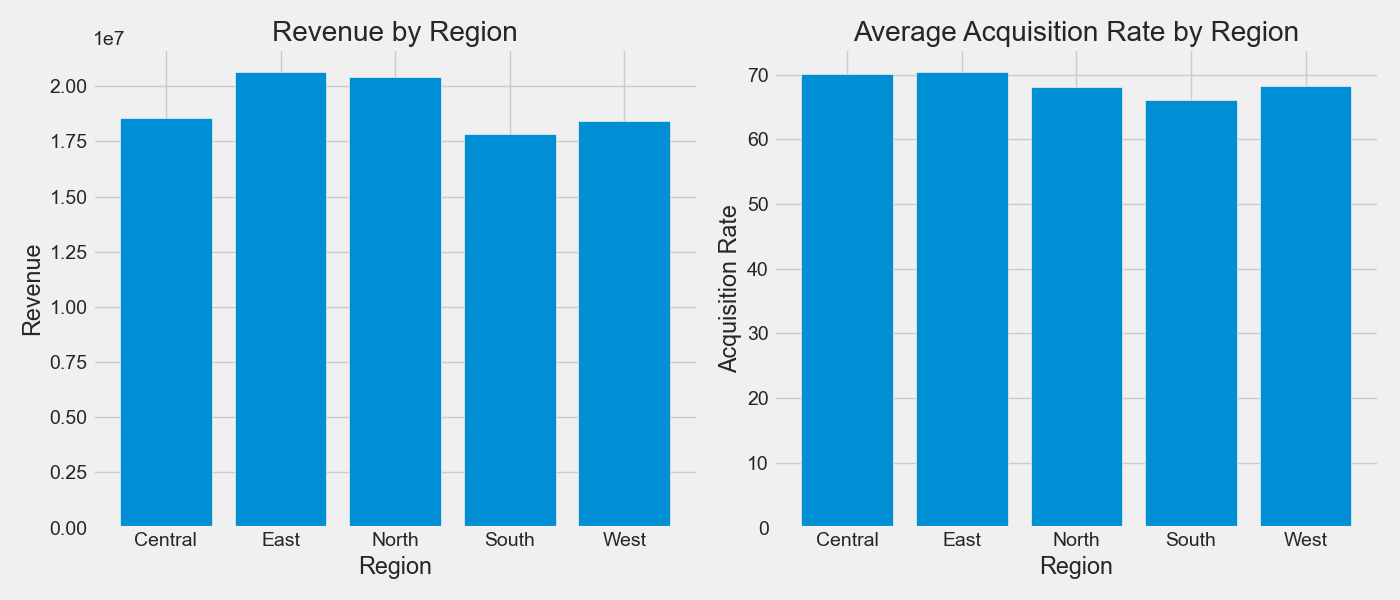 Revenue by Region
1e7
2.00
1.75
1.50
1.25
1.00
0.75
0.50
0.25
0.00
Revenue
Central East North South West
Region
Average Acquisition Rate by Region
70
60
50
40
30
20
10
0
Acquisition Rate
Central East North South West
Region